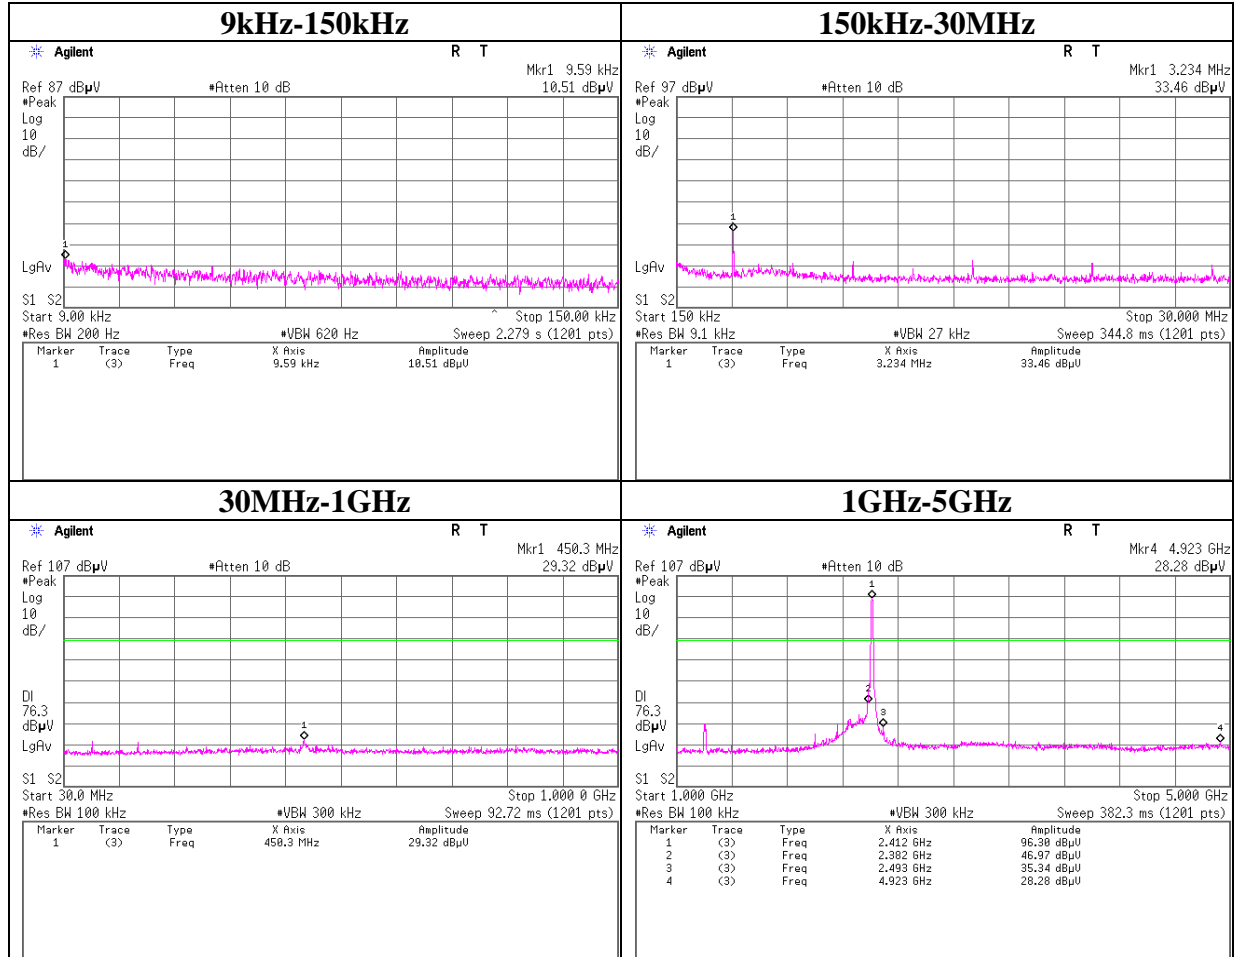 9kHz-150kHz
Agilent R T
Mkr1 9.59 kHz
Ref 87 dBµV #Atten 10 dB 10.51 dBµV
#Peak
Log
10
dB/
1
LgAv
S1 S2
Start 9.00 kHz ^ Stop 150.00 kHz
#Res BW 200 Hz #VBW 620 Hz Sweep 2.279 s (1201 pts)
Marker Trace Type X Axis Amplitude
1 (3) Freq 9.59 kHz 10.51 dBµV
150kHz-30MHz
Agilent R T
Mkr1 3.234 MHz
Ref 97 dBµV #Atten 10 dB 33.46 dBµV
#Peak
Log
10
dB/
1
LgAv
S1 S2
Start 150 kHz Stop 30.000 MHz
#Res BW 9.1 kHz #VBW 27 kHz Sweep 344.8 ms (1201 pts)
Marker Trace Type X Axis Amplitude
1 (3) Freq 3.234 MHz 33.46 dBµV
30MHz-1GHz
Agilent R T
Mkr1 450.3 MHz
Ref 107 dBµV #Atten 10 dB 29.32 dBµV
#Peak
Log
10
dB/
DI
76.3
dBµV
1
LgAv
S1 S2
Start 30.0 MHz Stop 1.000 0 GHz
#Res BW 100 kHz #VBW 300 kHz Sweep 92.72 ms (1201 pts)
Marker Trace Type X Axis Amplitude
1 (3) Freq 450.3 MHz 29.32 dBµV
1GHz-5GHz
Agilent R T
Mkr4 4.923 GHz
Ref 107 dBµV #Atten 10 dB 28.28 dBµV
#Peak
1
Log
10
dB/
2
DI
76.3
3
dBµV
4
LgAv
S1 S2
Start 1.000 GHz Stop 5.000 GHz
#Res BW 100 kHz #VBW 300 kHz Sweep 382.3 ms (1201 pts)
Marker Trace Type X Axis Amplitude
1 (3) Freq 2.412 GHz 96.30 dBµV
2 (3) Freq 2.382 GHz 46.97 dBµV
3 (3) Freq 2.493 GHz 35.34 dBµV
4 (3) Freq 4.923 GHz 28.28 dBµV